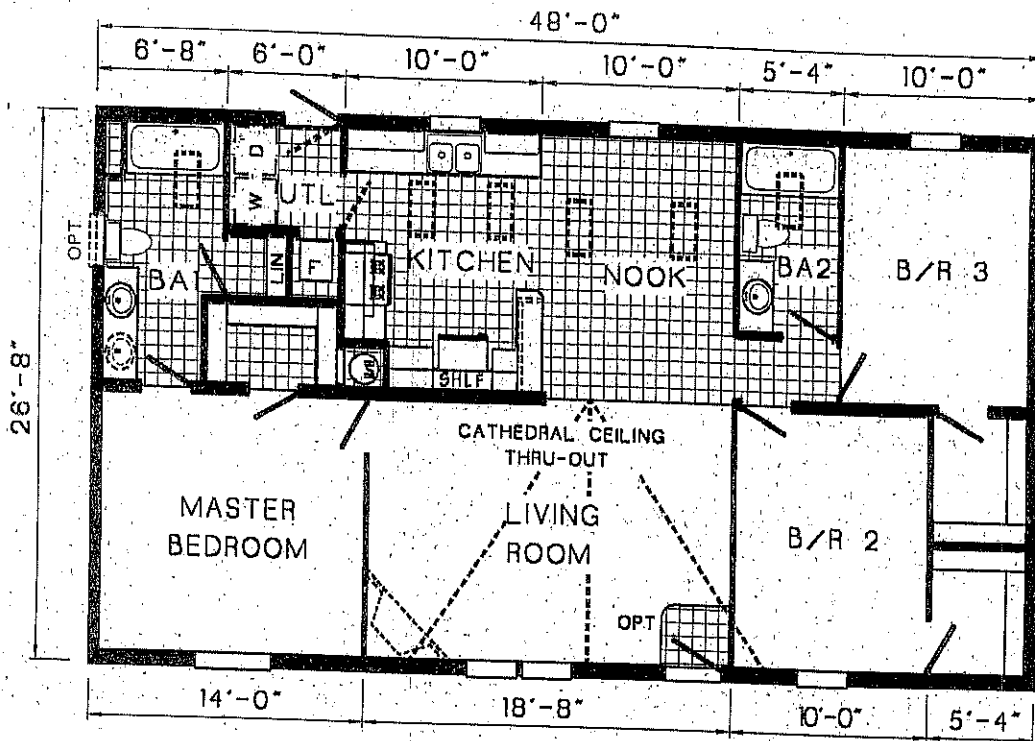 48'-0"
6'-8" 6'-0" 10'-0" 10'-0" 5'-4" 10'-0"
26'-8"
OPT
D
W
UTL
BA1
LIN
F
KITCHEN
NOOK
BA2
B/R 3
SHLF
CATHEDRAL CEILING
THRU-OUT
MASTER
BEDROOM
LIVING
ROOM
B/R 2
OPT
14'-0" 18'-8" 10'-0" 5'-4"